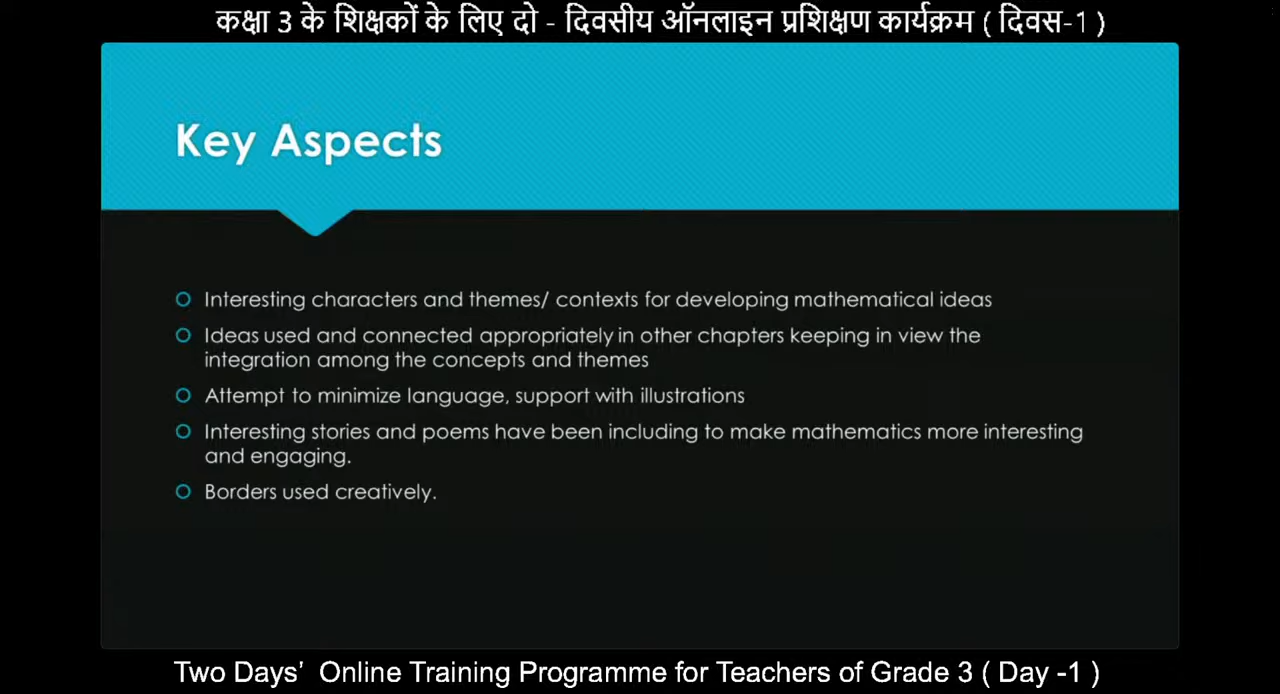 कक्षा 3 के शिक्षकों के लिए दो - दिवसीय ऑनलाइन प्रशिक्षण कार्यक्रम ( दिवस-1 )
Key Aspects
Interesting characters and themes/ contexts for developing mathematical ideas
Ideas used and connected appropriately in other chapters keeping in view the
integration among the concepts and themes
Attempt to minimize language, support with illustrations
Interesting stories and poems have been including to make mathematics more interesting
and engaging.
Borders used creatively.
Two Days’ Online Training Programme for Teachers of Grade 3 ( Day -1 )